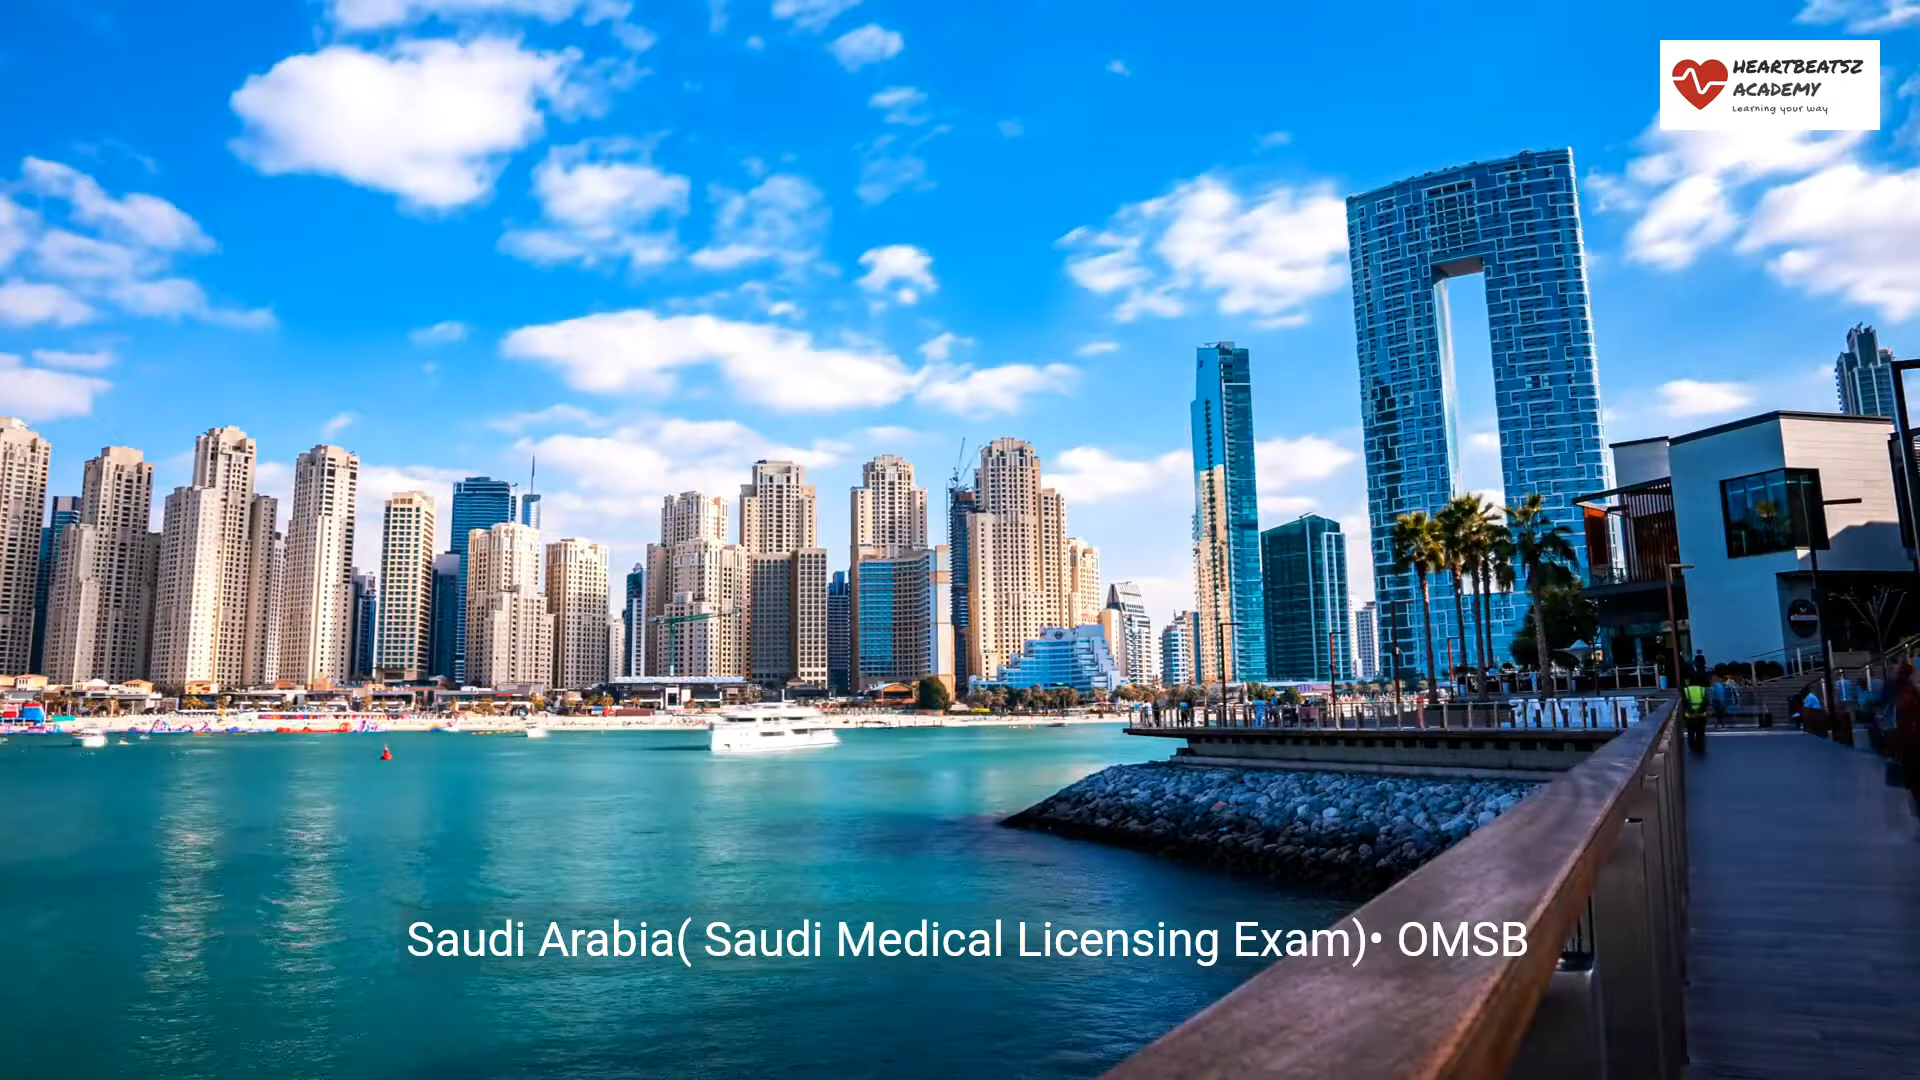 HEARTBEATSZ
ACADEMY
Learning your way
Saudi Arabia( Saudi Medical Licensing Exam)• OMSB